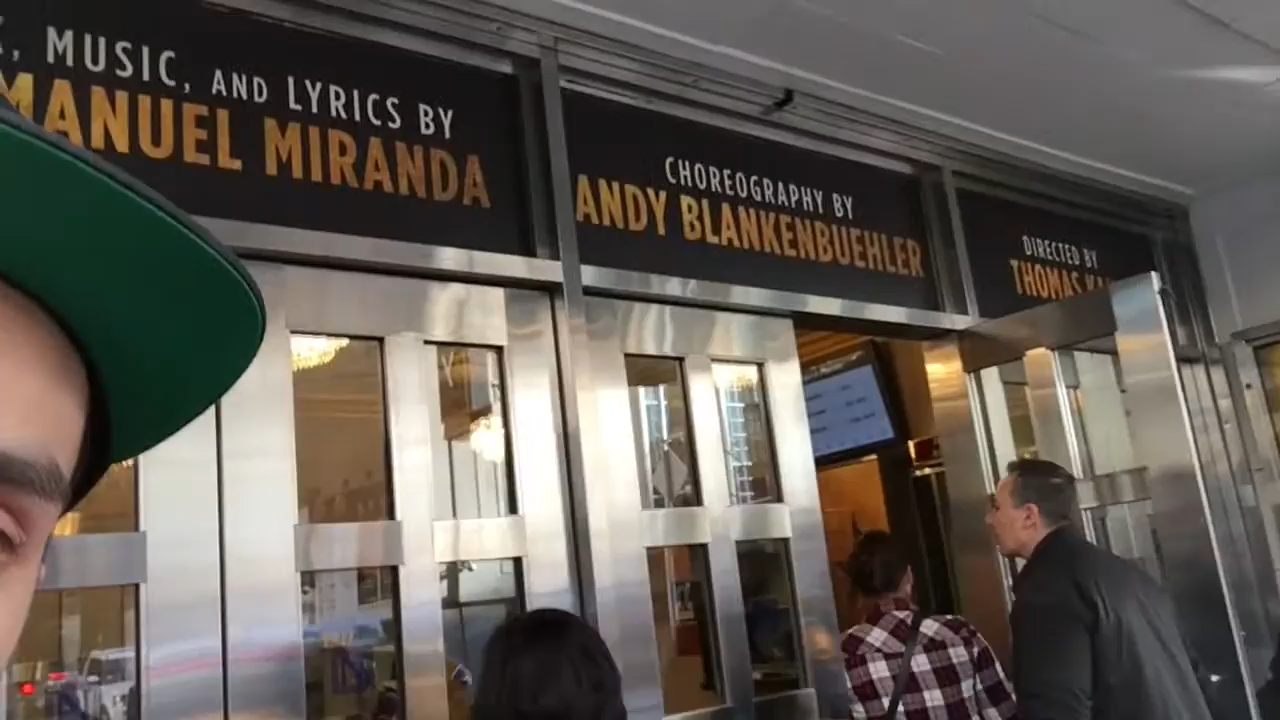 , MUSIC, AND LYRICS BY
MANUEL MIRANDA
CHOREOGRAPHY BY
ANDY BLANKENBUEHLER
DIRECTED BY
THOMAS